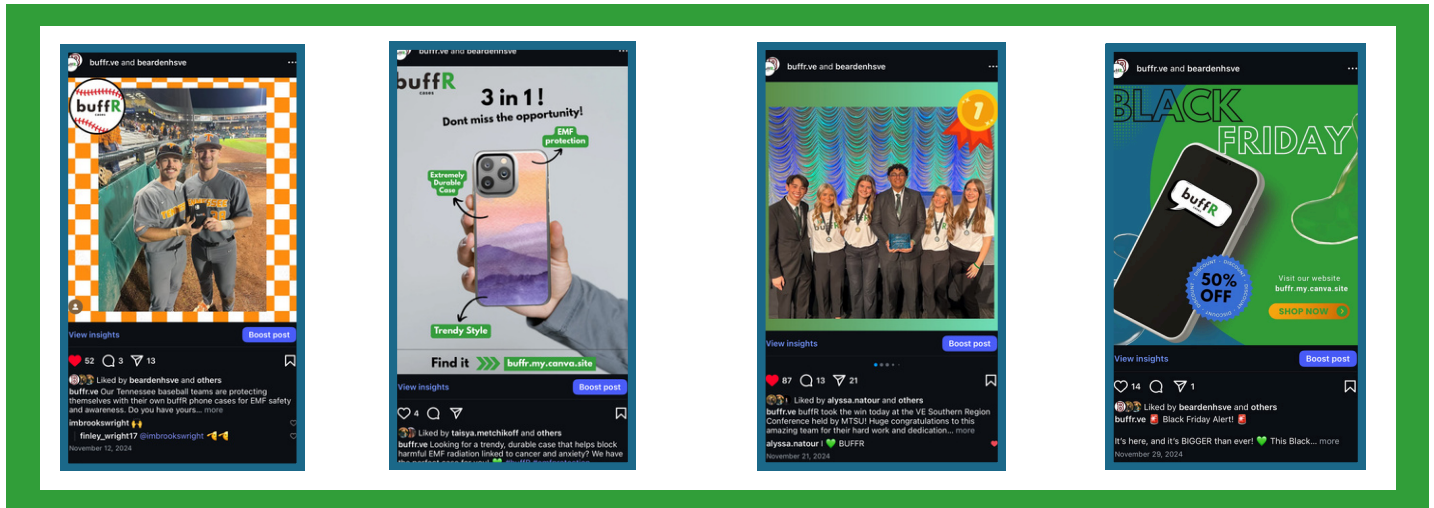 buffr.ve and beardenhsve
buffR
CASES
View insights
Boost post
52 3 13
Liked by beardenhsve and others
buffr.ve Our Tennessee baseball teams are protecting
themselves with their own buffR phone cases for EMF safety
and awareness. Do you have yours... more
imbrookswright 🙌
finley_wright17 @imbrookswright
November 12, 2024
buffr.ve and beardenhsve
buffR
CASES
3 in 1!
Dont miss the opportunity!
EMF
protection
Extremely
Durable
Case
Trendy Style
Find it >>> buffr.my.canva.site
View insights
Boost post
4
Liked by taisya.metchikoff and others
buffr.ve Looking for a trendy, durable case that helps block
harmful EMF radiation linked to cancer and anxiety? We have
buffr.ve and beardenhsve
1
View insights
Boost post
87 13 21
Liked by alyssa.natour and others
buffr.ve buffR took the win today at the VE Southern Region
Conference held by MTSU! Huge congratulations to this
amazing team for their hard work and dedication... more
alyssa.natour I 💚 BUFFR
November 21, 2024
buffr.ve and beardenhsve
BLACK
FRIDAY
buffR
DISCOUNT
50%
OFF
Visit our website
buffr.my.canva.site
SHOP NOW
View insights
Boost post
14 1
Liked by beardenhsve and others
buffr.ve 🚨 Black Friday Alert! 🚨
It's here, and it's BIGGER than ever! 💚 This Black... more
November 29, 2024